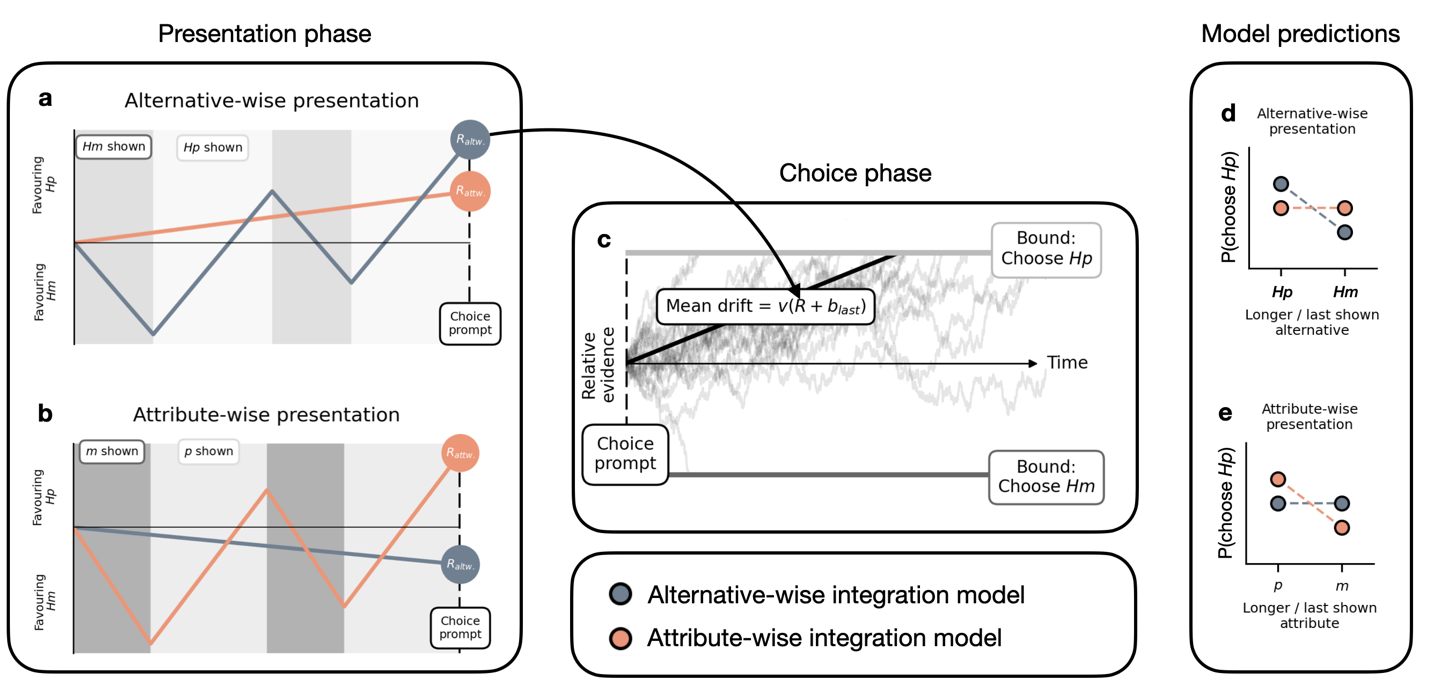 Presentation phase
a
Alternative-wise presentation
Favouring
Hp
Favouring
Hm
Hm shown
Hp shown
Raltw.
Rattw.
Choice
prompt
b
Attribute-wise presentation
Favouring
Hp
Favouring
Hm
m shown
p shown
Rattw.
Raltw.
Choice
prompt
Choice phase
c
Relative
evidence
Bound:
Choose Hp
Mean drift = v(R + blast)
Time
Choice
prompt
Bound:
Choose Hm
Alternative-wise integration model
Attribute-wise integration model
Model predictions
d
Alternative-wise
presentation
P(choose Hp)
Hp Hm
Longer / last shown
alternative
e
Attribute-wise
presentation
P(choose Hp)
p m
Longer / last shown
attribute